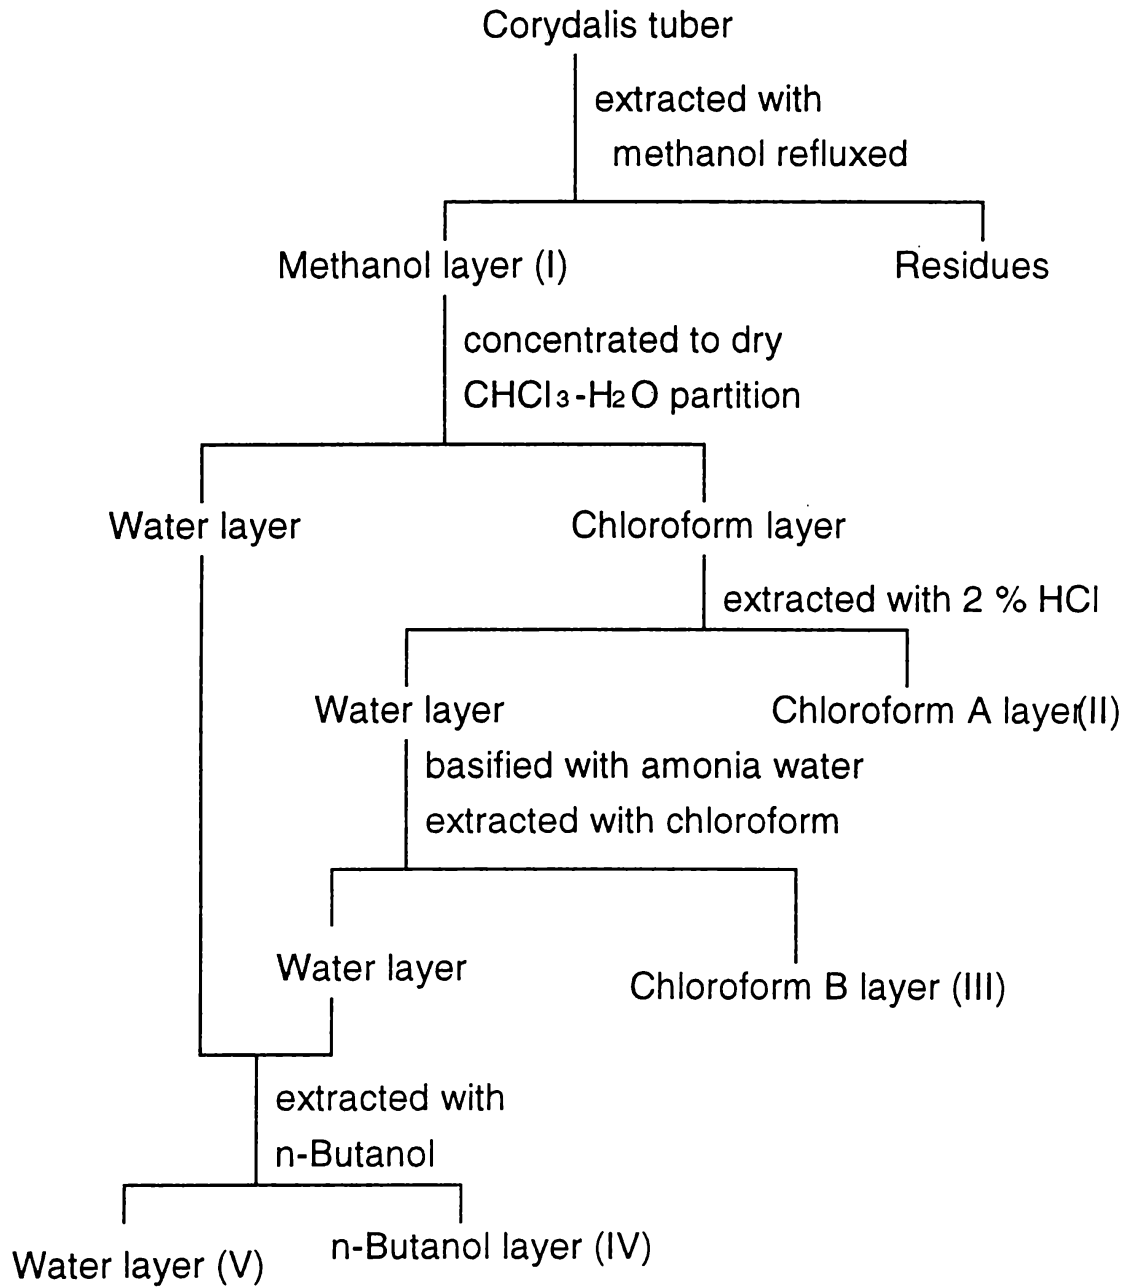 Corydalis tuber
extracted with
methanol refluxed
Methanol layer (I)
Residues
concentrated to dry
CHCl₃-H₂O partition
Water layer
Chloroform layer
extracted with 2 % HCl
Water layer
Chloroform A layer(II)
basified with amonia water
extracted with chloroform
Water layer
Chloroform B layer (III)
extracted with
n-Butanol
Water layer (V)
n-Butanol layer (IV)